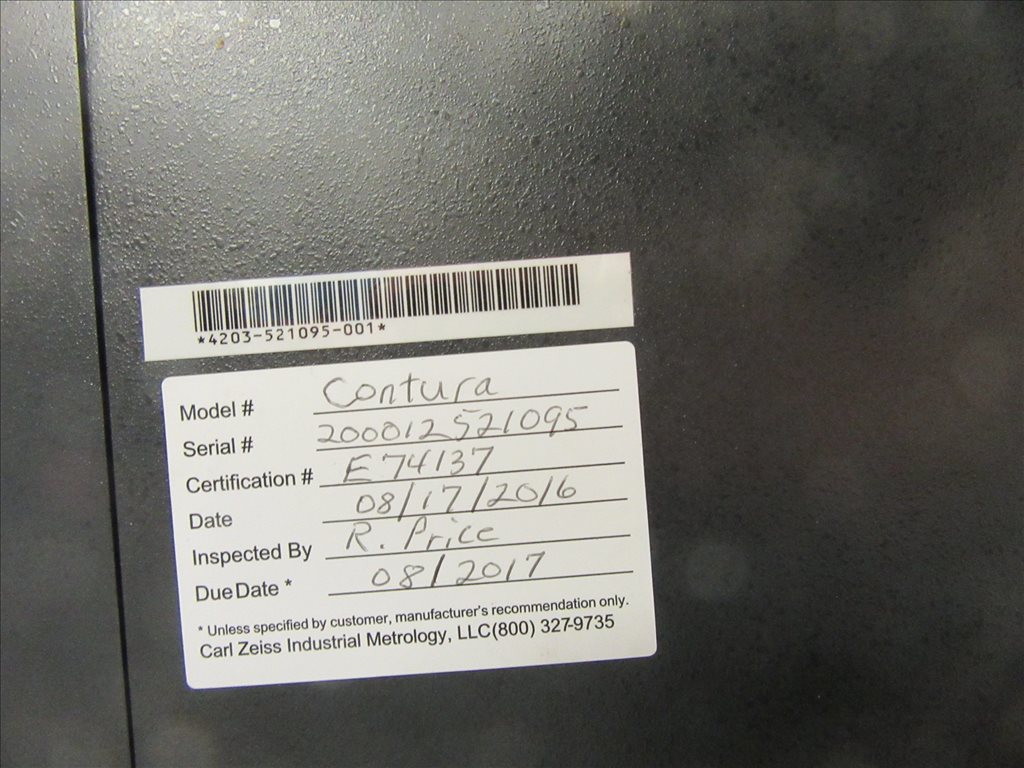 *4203-521095-001*
Model # Contura
Serial # 200012521095
Certification # E74137
Date 08/17/2016
Inspected By R. Price
Due Date * 08/2017
* Unless specified by customer, manufacturer's recommendation only.
Carl Zeiss Industrial Metrology, LLC(800) 327-9735